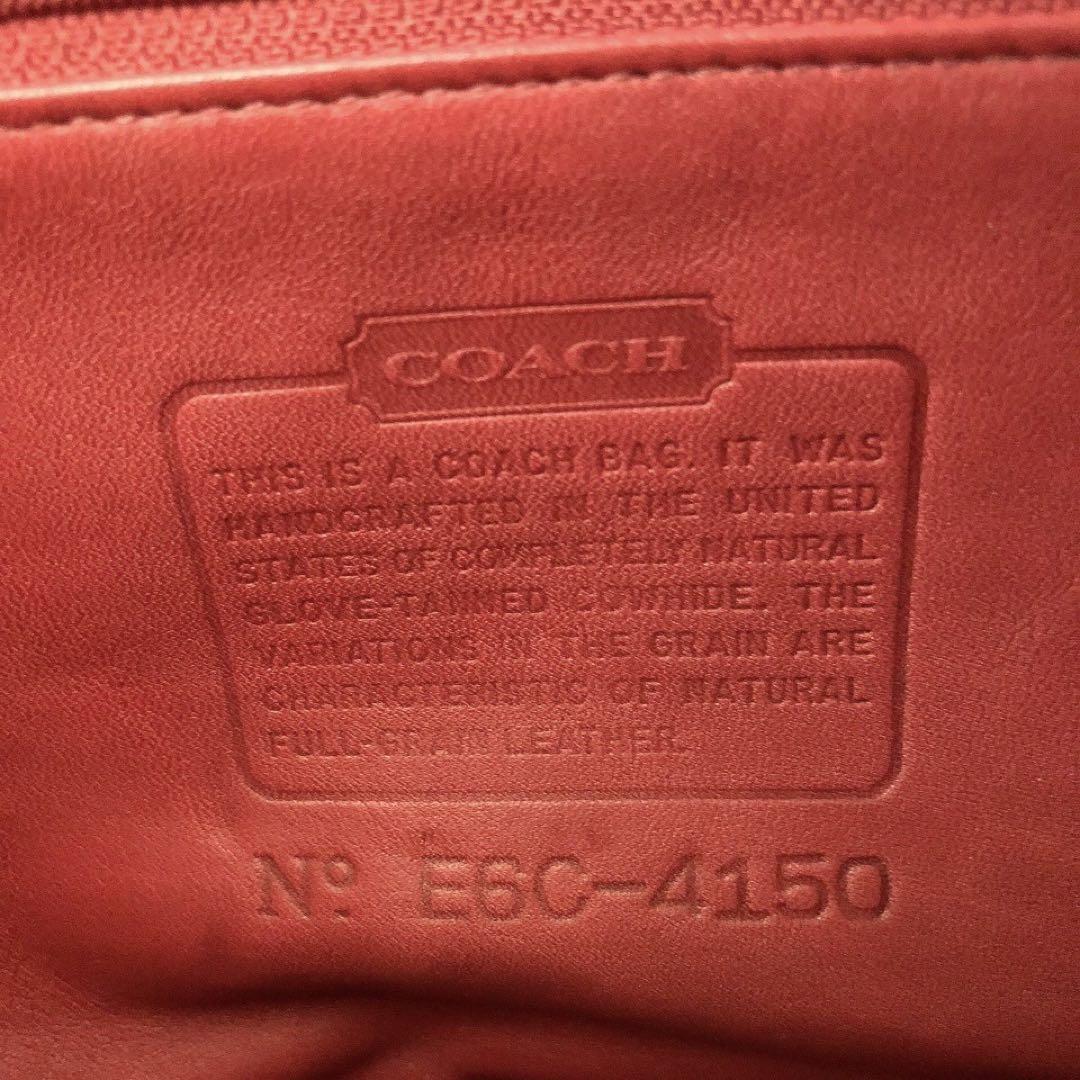 COACH
THIS IS A COACH BAG. IT WAS
HANDCRAFTED IN THE UNITED
STATES OF COMPLETELY NATURAL
GLOVE-TANNED COWHIDE. THE
VARIATIONS IN THE GRAIN ARE
CHARACTERISTIC OF NATURAL
FULL-GRAIN LEATHER.
Nº E6C-4150